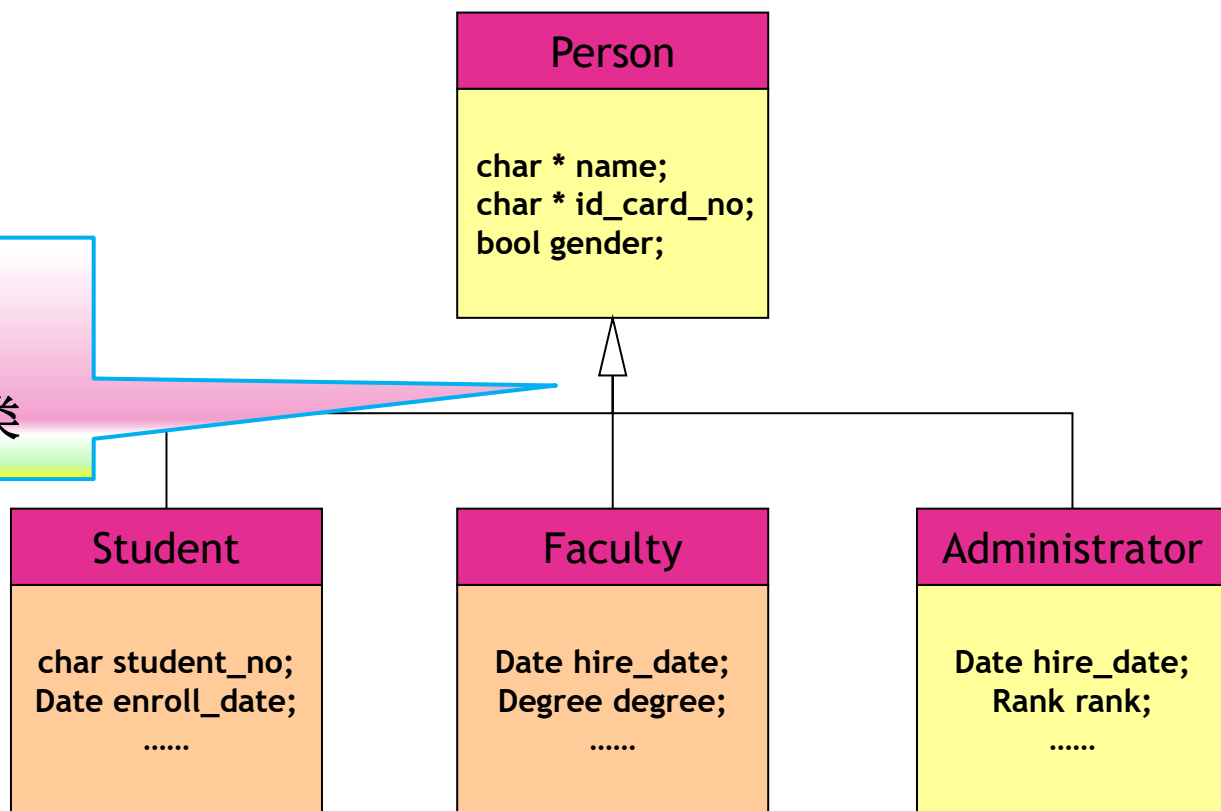 Person
char * name;
char * id_card_no;
bool gender;
类
Student
char student_no;
Date enroll_date;
……
Faculty
Date hire_date;
Degree degree;
……
Administrator
Date hire_date;
Rank rank;
……